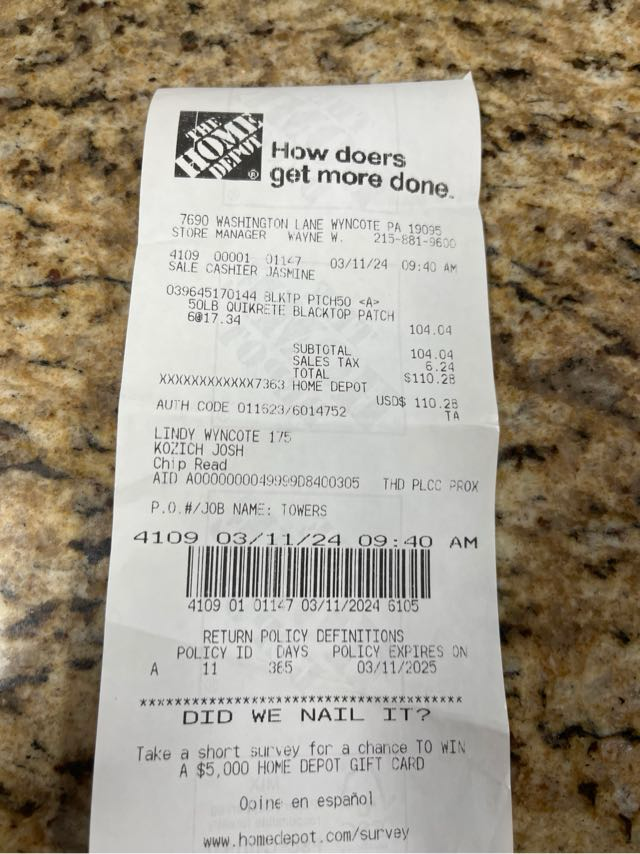 THE
HOME
DEPOT
®
How doers
get more done™
7690 WASHINGTON LANE WYNCOTE PA 19095
STORE MANAGER WAYNE W. 215-881-9600
4109 00001 01147 03/11/24 09:40 AM
SALE CASHIER JASMINE
039645170144 BLKTP PTCH50 <A>
50LB QUIKRETE BLACKTOP PATCH
6@17.34 104.04
SUBTOTAL 104.04
SALES TAX 6.24
TOTAL $110.28
XXXXXXXXXXXX7363 HOME DEPOT
USD$ 110.28
AUTH CODE 011623/6014752 TA
LINDY WYNCOTE 175
KOZICH JOSH
Chip Read
AID A0000000049999D8400305 THD PLCC PROX
P.O.#/JOB NAME: TOWERS
4109 03/11/24 09:40 AM
4109 01 01147 03/11/2024 6105
RETURN POLICY DEFINITIONS
POLICY ID DAYS POLICY EXPIRES ON
A 11 365 03/11/2025
****************************************
DID WE NAIL IT?
Take a short survey for a chance TO WIN
A $5,000 HOME DEPOT GIFT CARD
Opine en español
www.homedepot.com/survey